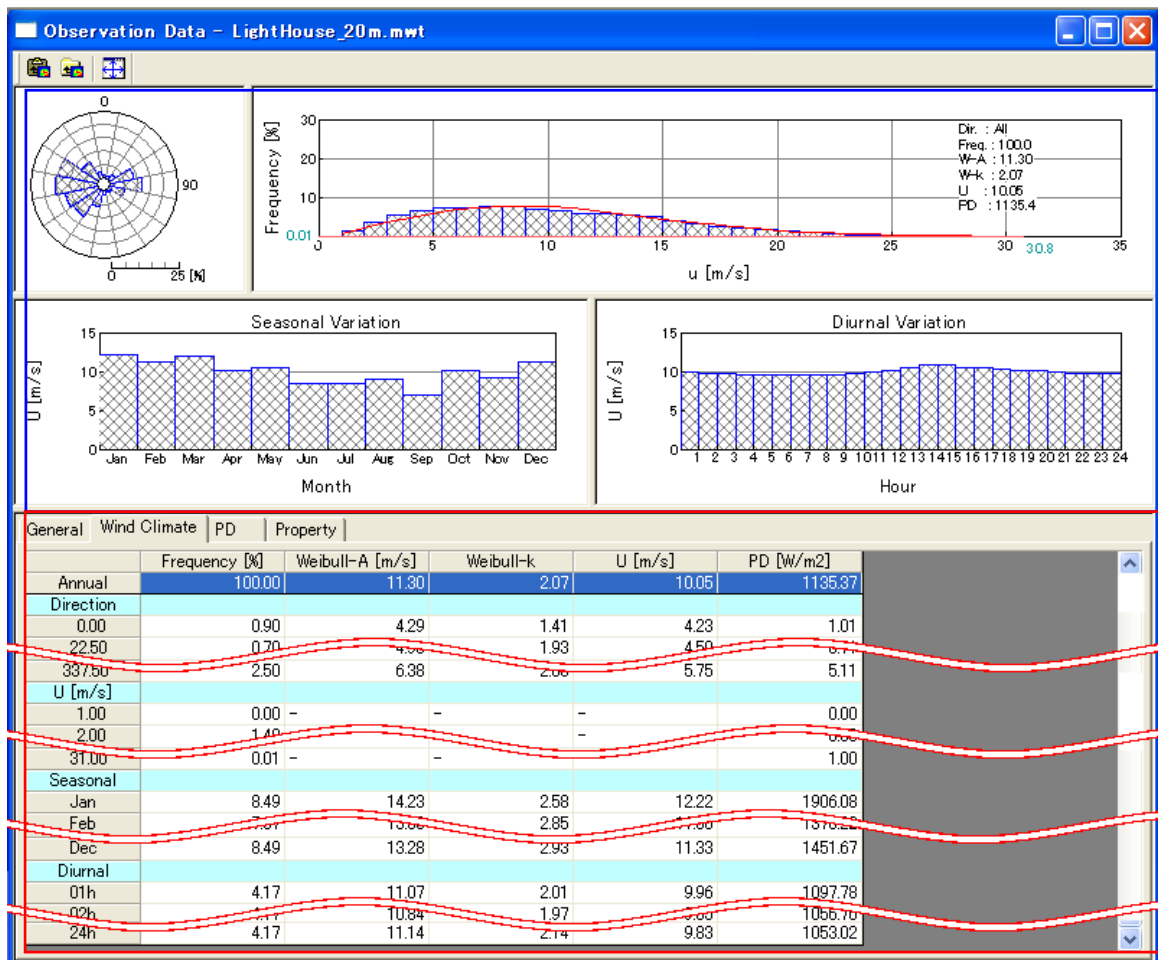 Observation Data - LightHouse_20m.mwt
0
90
0 25 [%]
Frequency [%]
30
20
10
0.01
0 5 10 15 20 25 30 35
30.8
u [m/s]
Dir. : All
Freq. : 100.0
W-A : 11.30
W-k : 2.07
U : 10.05
PD : 1135.4
Seasonal Variation
U [m/s]
15
10
5
0
Jan Feb Mar Apr May Jun Jul Aug Sep Oct Nov Dec
Month
Diurnal Variation
U [m/s]
15
10
5
0
1 2 3 4 5 6 7 8 9 10 11 12 13 14 15 16 17 18 19 20 21 22 23 24
Hour
General Wind Climate PD Property
Frequency [%] Weibull-A [m/s] Weibull-k U [m/s] PD [W/m2]
Annual 100.00 11.30 2.07 10.05 1135.37
Direction
0.00 0.90 4.29 1.41 4.23 1.01
22.50 0.70 1.93 4.50
337.50 2.50 6.38 5.75 5.11
U [m/s]
1.00 0.00 - - - 0.00
2.00 -
31.00 0.01 - - 1.00
Seasonal
Jan 8.49 14.23 2.58 12.22 1906.08
Feb 2.85
Dec 8.49 13.28 2.93 11.33 1451.67
Diurnal
01h 4.17 11.07 2.01 9.96 1097.78
02h 10.84 1.97 1056.70
24h 4.17 11.14 2.14 9.83 1053.02